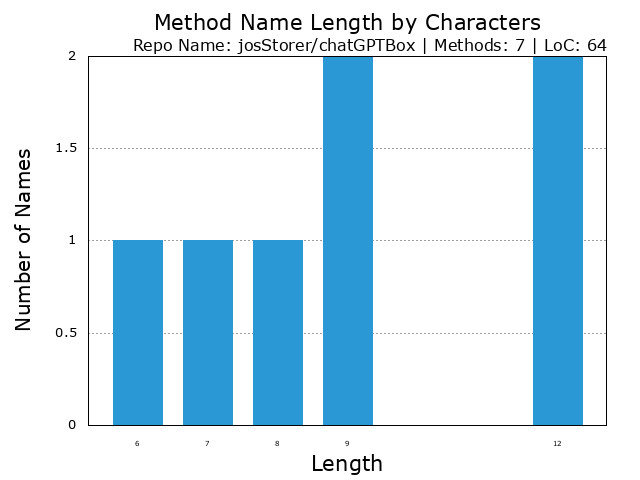 Method Name Length by Characters
Repo Name: josStorer/chatGPTBox | Methods: 7 | LoC: 64
2
1.5
1
0.5
0
Number of Names
6 7 8 9 12
Length